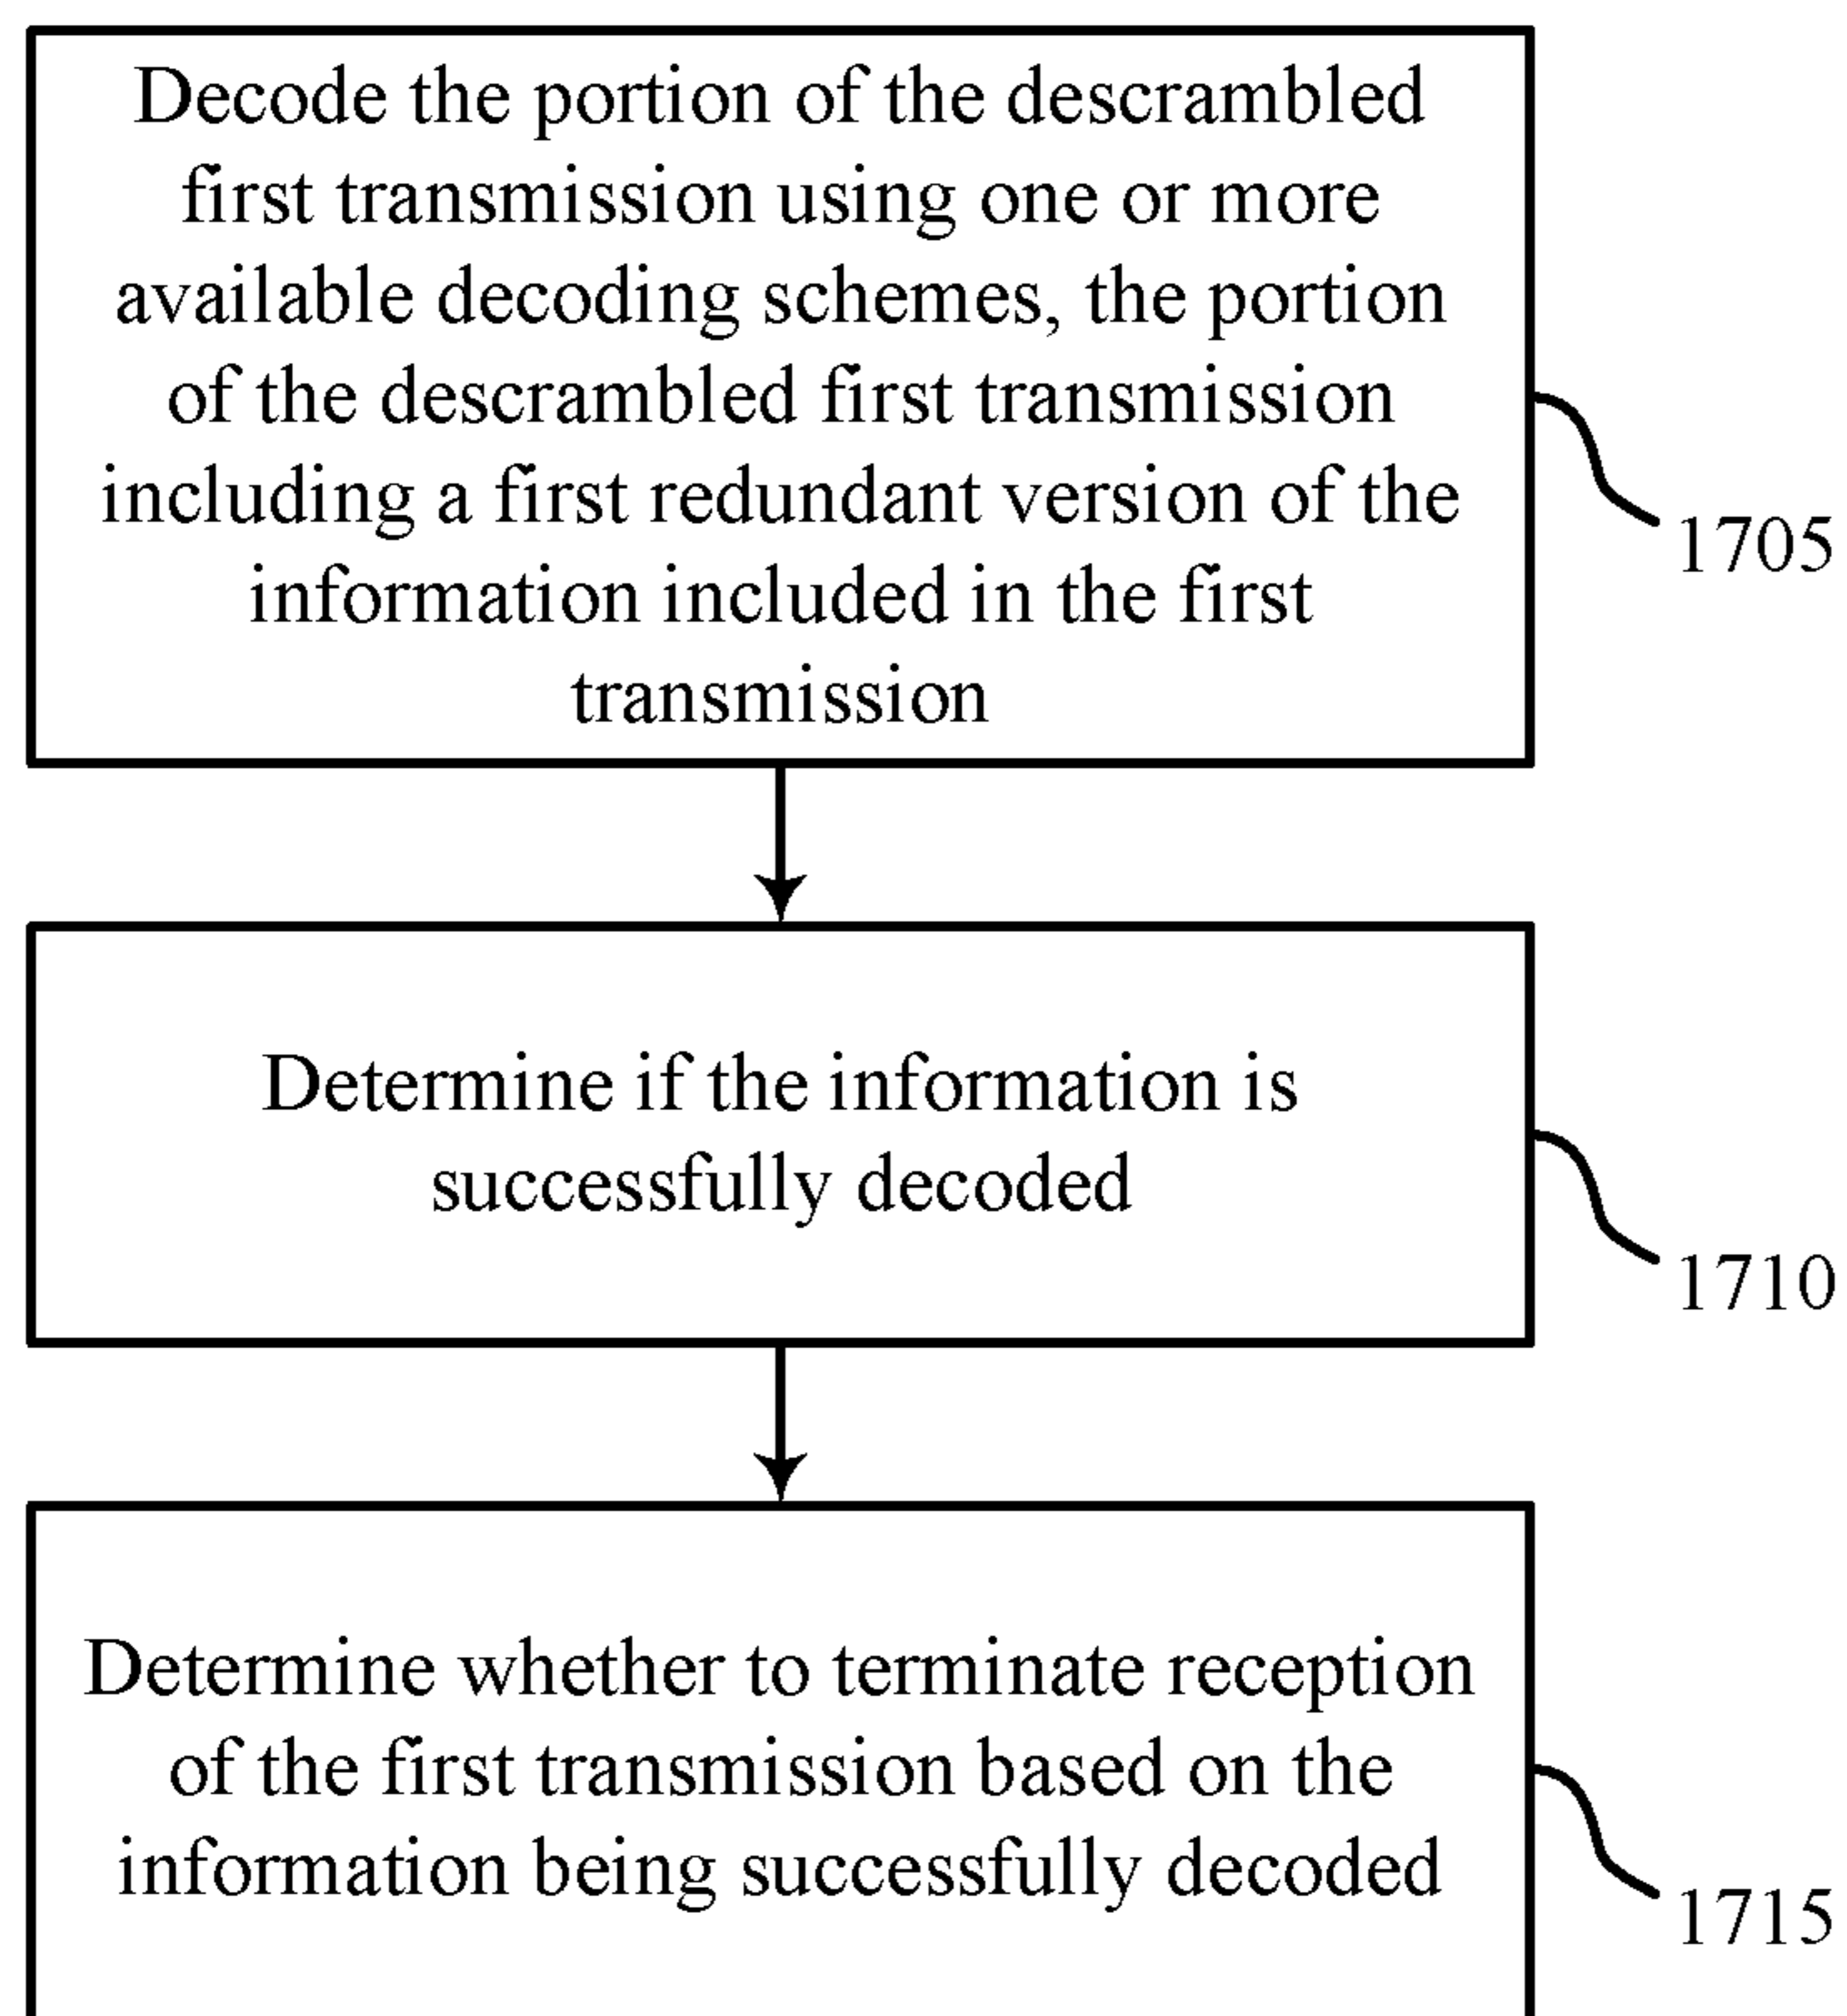 Decode the portion of the descrambled
first transmission using one or more
available decoding schemes, the portion
of the descrambled first transmission
including a first redundant version of the
information included in the first
transmission
1705
Determine if the information is
successfully decoded
1710
Determine whether to terminate reception
of the first transmission based on the
information being successfully decoded
1715